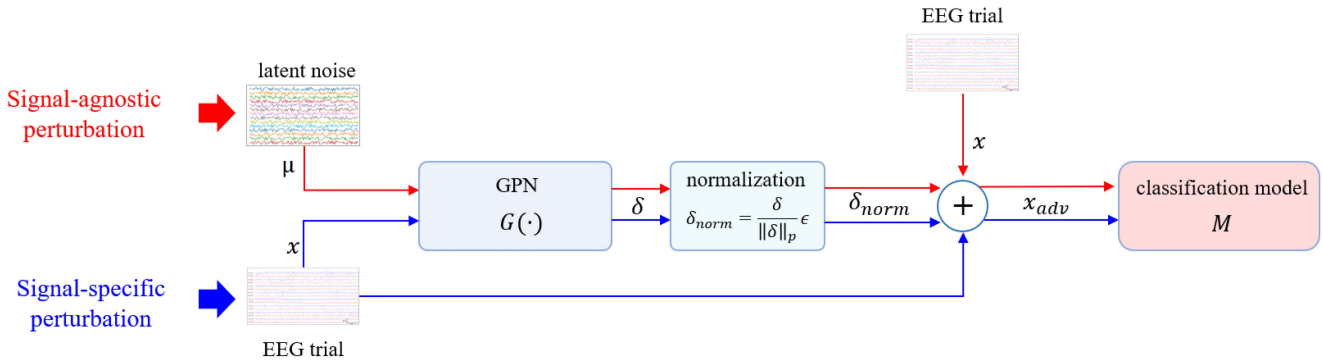 EEG trial
latent noise
Signal-agnostic
perturbation
μ
x
GPN
G(·)
δ
normalization
δ_norm = δ / ‖δ‖_p ϵ
δ_norm
+
x_adv
classification model
M
x
Signal-specific
perturbation
EEG trial